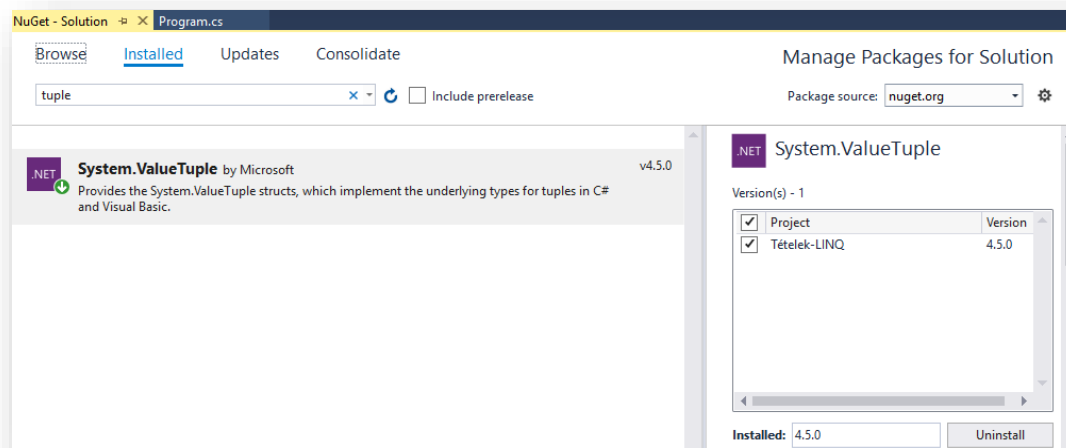 NuGet - Solution
Program.cs
Browse Installed Updates Consolidate
Manage Packages for Solution
tuple
Include prerelease
Package source: nuget.org
.NET
System.ValueTuple by Microsoft
v4.5.0
Provides the System.ValueTuple structs, which implement the underlying types for tuples in C#
and Visual Basic.
.NET
System.ValueTuple
Version(s) - 1
Project Version
Tételek-LINQ 4.5.0
Installed: 4.5.0 Uninstall